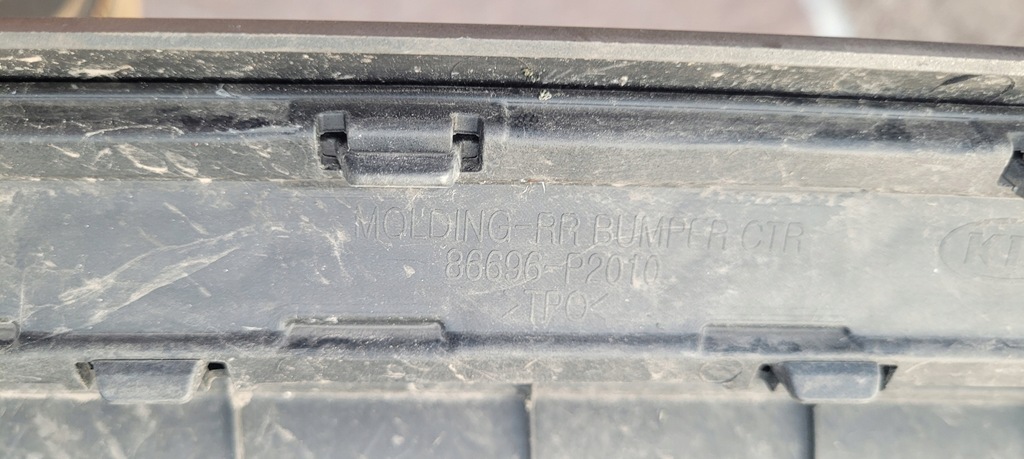 MOLDING-RR BUMPER CTR
86696-P2010
>TPO<